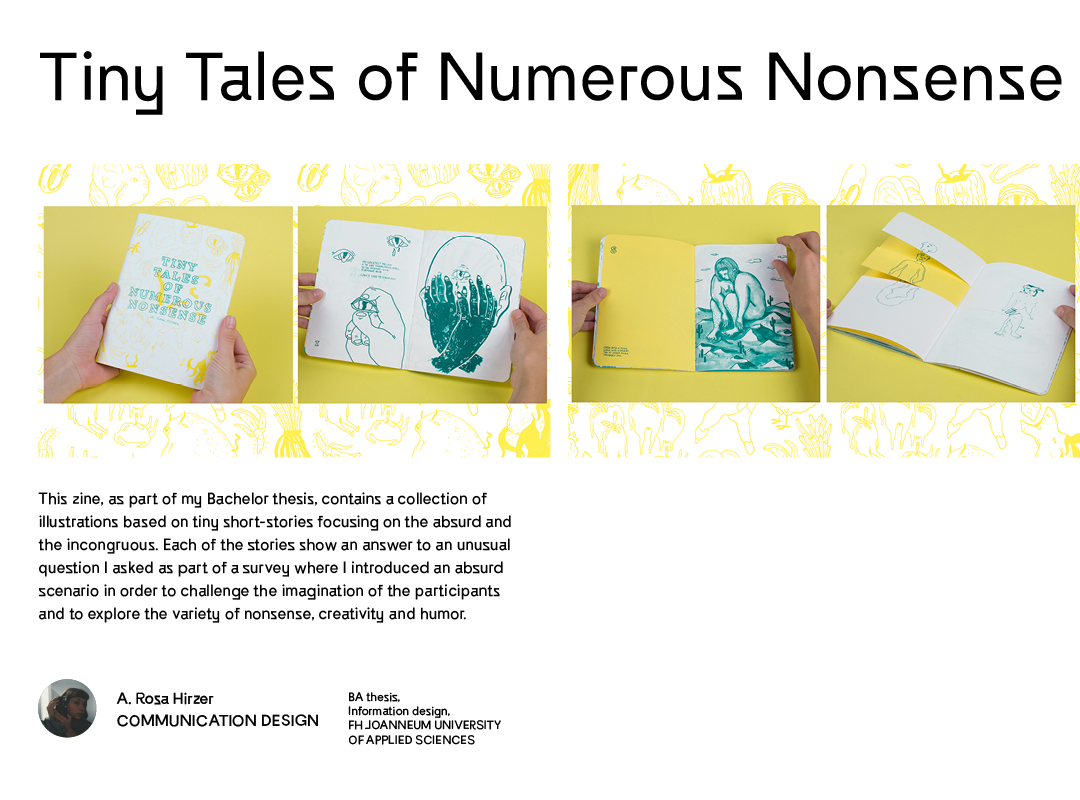 Tiny Tales of Numerous Nonsense
TINY
TALES
OF
NUMEROUS
NONSENSE
This zine, as part of my Bachelor thesis, contains a collection of
illustrations based on tiny short-stories focusing on the absurd and
the incongruous. Each of the stories show an answer to an unusual
question I asked as part of a survey where I introduced an absurd
scenario in order to challenge the imagination of the participants
and to explore the variety of nonsense, creativity and humor.
A. Rosa Hirzer
COMMUNICATION DESIGN
BA thesis,
Information design,
FH JOANNEUM UNIVERSITY
OF APPLIED SCIENCES